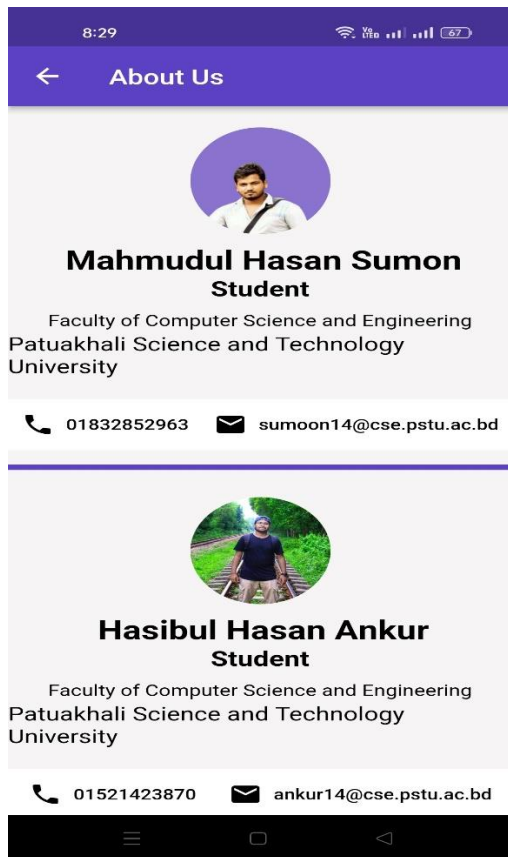 8:29
67
About Us
Mahmudul Hasan Sumon
Student
Faculty of Computer Science and Engineering
Patuakhali Science and Technology
University
01832852963 sumoon14@cse.pstu.ac.bd
Hasibul Hasan Ankur
Student
Faculty of Computer Science and Engineering
Patuakhali Science and Technology
University
01521423870 ankur14@cse.pstu.ac.bd